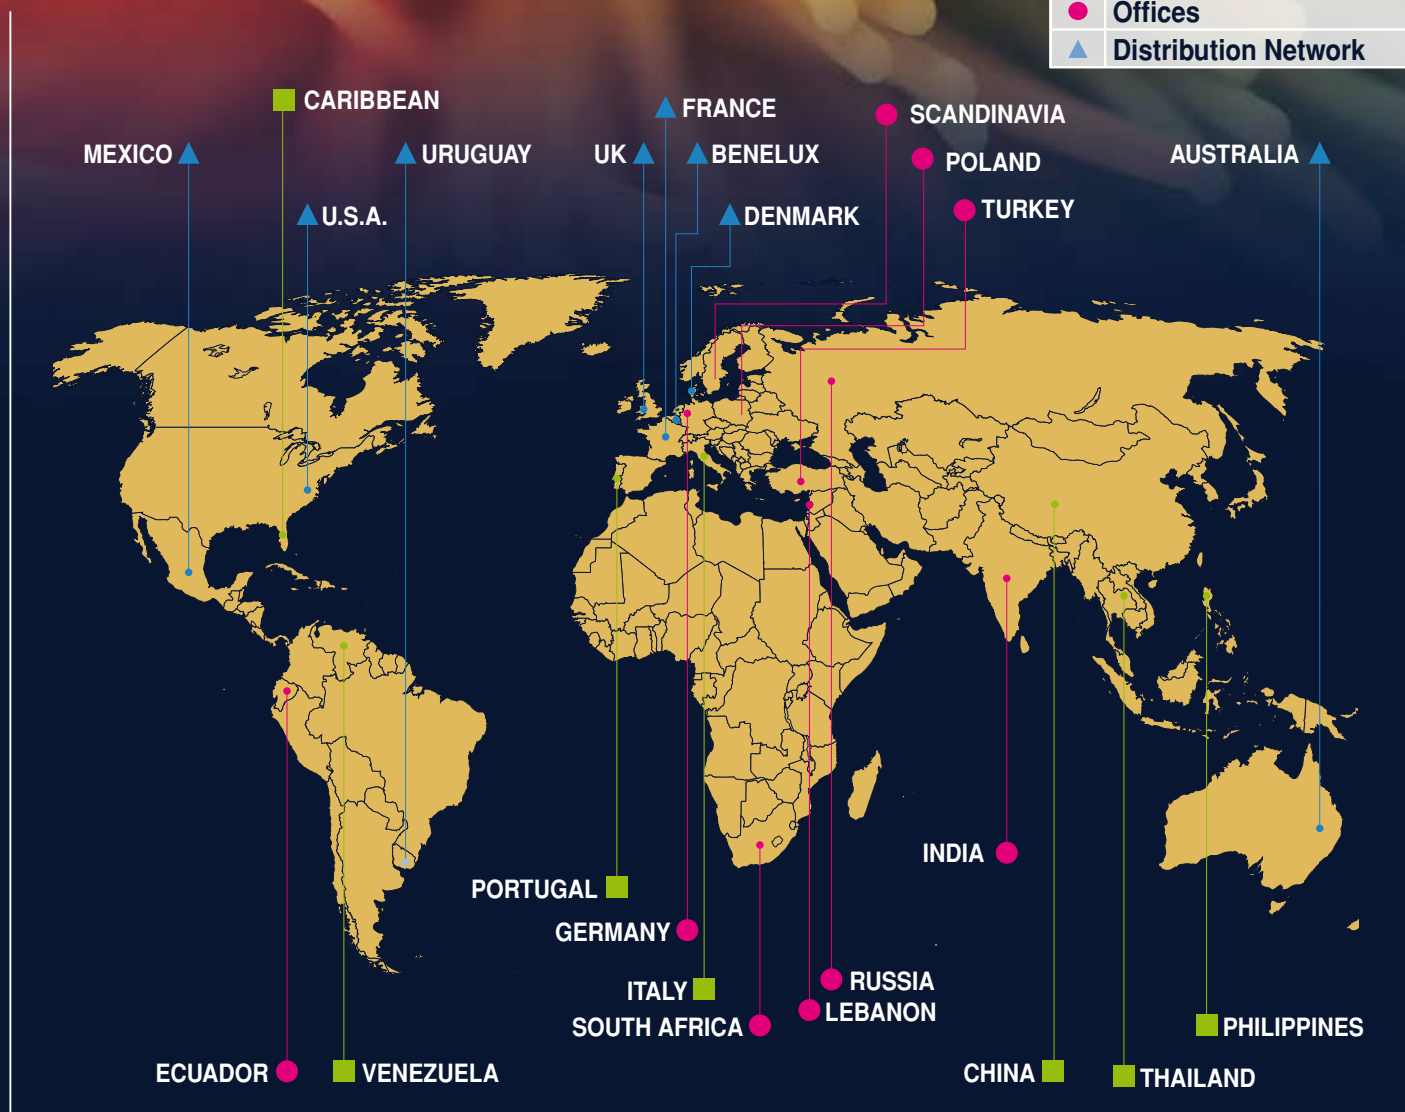 Offices
Distribution Network
CARIBBEAN
FRANCE
SCANDINAVIA
MEXICO
URUGUAY
UK
BENELUX
POLAND
AUSTRALIA
U.S.A.
DENMARK
TURKEY
INDIA
PORTUGAL
GERMANY
ITALY
RUSSIA
SOUTH AFRICA
LEBANON
PHILIPPINES
ECUADOR
VENEZUELA
CHINA
THAILAND